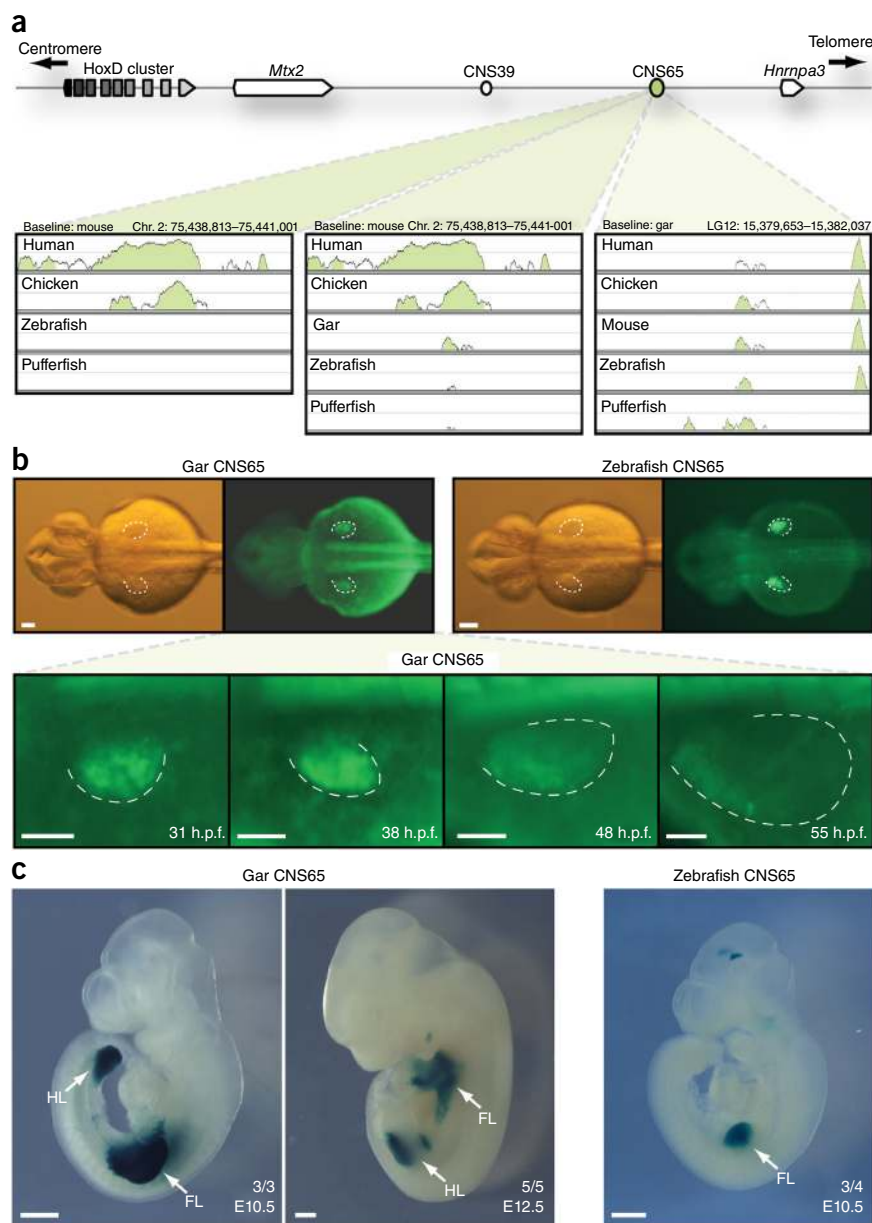 a
Centromere
Telomere
HoxD cluster
Mtx2
CNS39
CNS65
Hnrnpa3
Baseline: mouse Chr. 2: 75,438,813–75,441,001
Human
Chicken
Zebrafish
Pufferfish
Baseline: mouse Chr. 2: 75,438,813–75,441-001
Human
Chicken
Gar
Zebrafish
Pufferfish
Baseline: gar LG12: 15,379,653–15,382,037
Human
Chicken
Mouse
Zebrafish
Pufferfish
b
Gar CNS65
Zebrafish CNS65
Gar CNS65
31 h.p.f.
38 h.p.f.
48 h.p.f.
55 h.p.f.
c
Gar CNS65
Zebrafish CNS65
HL
FL
3/3
E10.5
FL
HL
5/5
E12.5
FL
3/4
E10.5